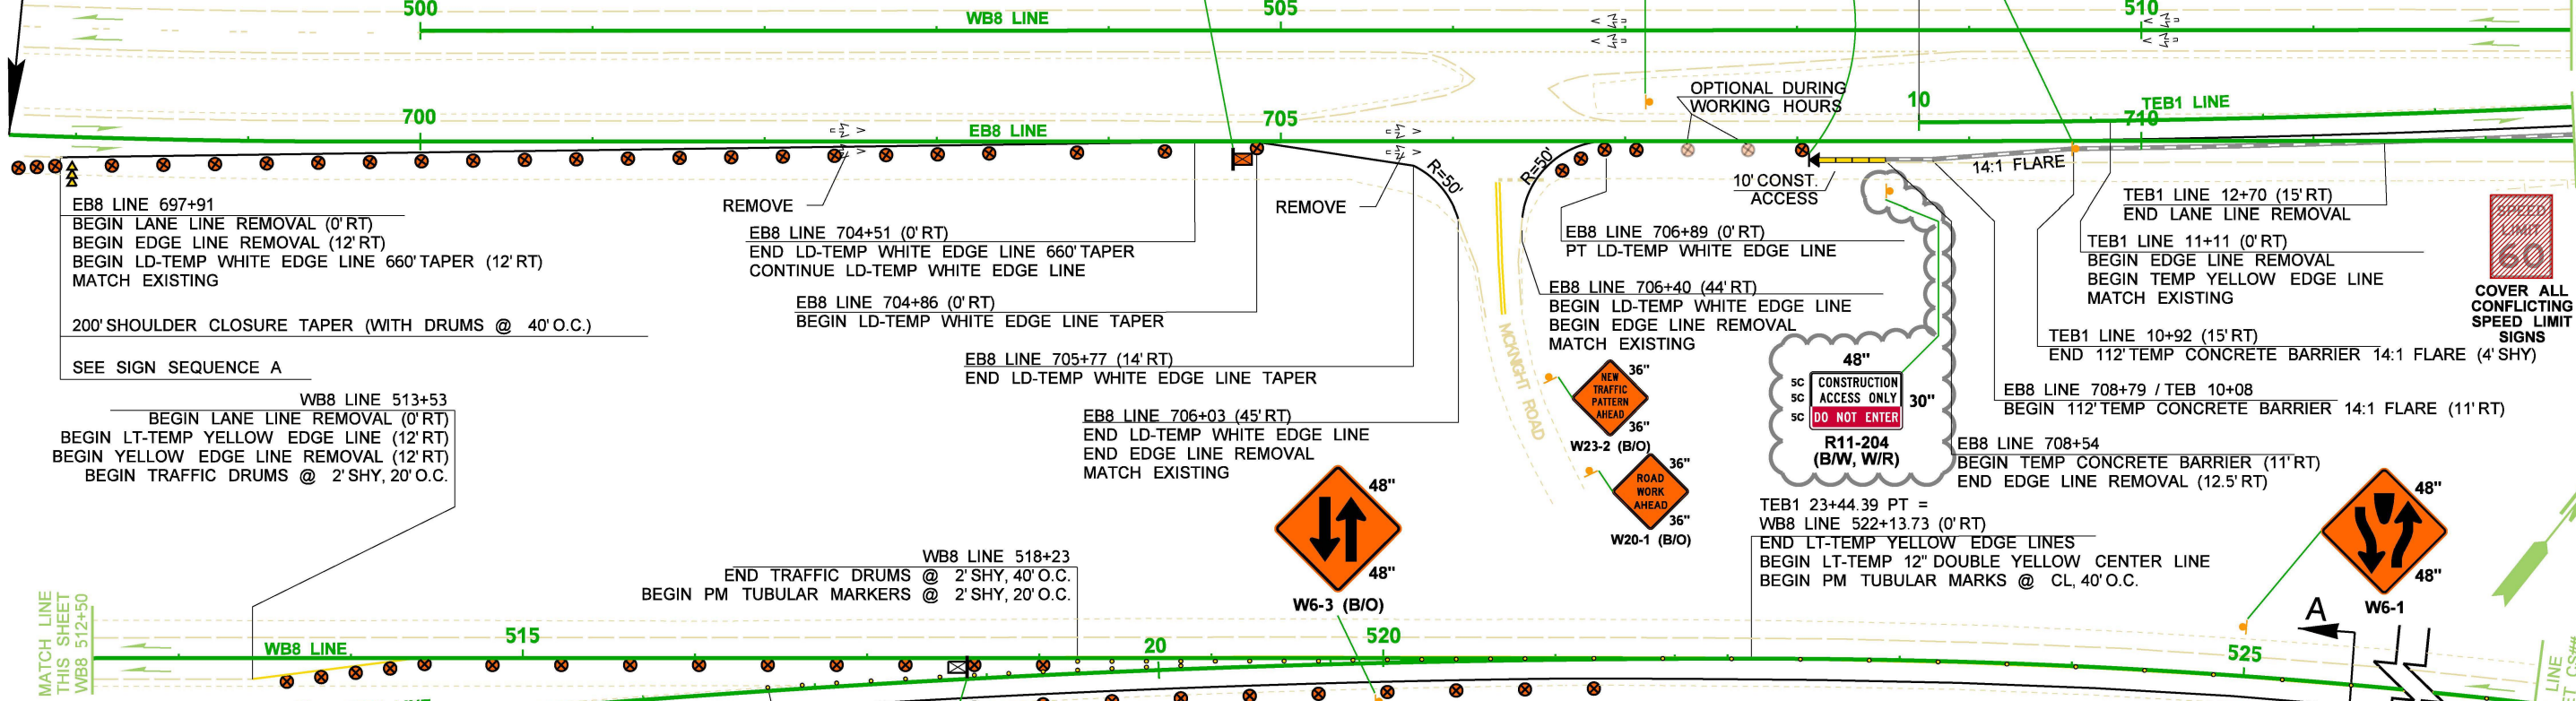 500
WB8 LINE
505
510
700
EB8 LINE
705
OPTIONAL DURING
WORKING HOURS
10
TEB1 LINE
710
14:1 FLARE
10' CONST.
ACCESS
R=50'
R=50'
REMOVE
REMOVE
EB8 LINE 697+91
BEGIN LANE LINE REMOVAL (0' RT)
BEGIN EDGE LINE REMOVAL (12' RT)
BEGIN LD-TEMP WHITE EDGE LINE 660' TAPER (12' RT)
MATCH EXISTING
200' SHOULDER CLOSURE TAPER (WITH DRUMS @ 40' O.C.)
SEE SIGN SEQUENCE A
EB8 LINE 704+51 (0' RT)
END LD-TEMP WHITE EDGE LINE 660' TAPER
CONTINUE LD-TEMP WHITE EDGE LINE
EB8 LINE 704+86 (0' RT)
BEGIN LD-TEMP WHITE EDGE LINE TAPER
EB8 LINE 705+77 (14' RT)
END LD-TEMP WHITE EDGE LINE TAPER
EB8 LINE 706+03 (45' RT)
END LD-TEMP WHITE EDGE LINE
END EDGE LINE REMOVAL
MATCH EXISTING
MCKNIGHT ROAD
EB8 LINE 706+89 (0' RT)
PT LD-TEMP WHITE EDGE LINE
EB8 LINE 706+40 (44' RT)
BEGIN LD-TEMP WHITE EDGE LINE
BEGIN EDGE LINE REMOVAL
MATCH EXISTING
NEW
TRAFFIC
PATTERN
AHEAD
36"
36"
W23-2 (B/O)
ROAD
WORK
AHEAD
36"
36"
W20-1 (B/O)
48"
5C
5C
5C
CONSTRUCTION
ACCESS ONLY
DO NOT ENTER
30"
R11-204
(B/W, W/R)
TEB1 LINE 12+70 (15' RT)
END LANE LINE REMOVAL
TEB1 LINE 11+11 (0' RT)
BEGIN EDGE LINE REMOVAL
BEGIN TEMP YELLOW EDGE LINE
MATCH EXISTING
TEB1 LINE 10+92 (15' RT)
END 112' TEMP CONCRETE BARRIER 14:1 FLARE (4' SHY)
EB8 LINE 708+79 / TEB 10+08
BEGIN 112' TEMP CONCRETE BARRIER 14:1 FLARE (11' RT)
EB8 LINE 708+54
BEGIN TEMP CONCRETE BARRIER (11' RT)
END EDGE LINE REMOVAL (12.5' RT)
SPEED
LIMIT
60
COVER ALL
CONFLICTING
SPEED LIMIT
SIGNS
WB8 LINE 513+53
BEGIN LANE LINE REMOVAL (0' RT)
BEGIN LT-TEMP YELLOW EDGE LINE (12' RT)
BEGIN YELLOW EDGE LINE REMOVAL (12' RT)
BEGIN TRAFFIC DRUMS @ 2' SHY, 20' O.C.
WB8 LINE 518+23
END TRAFFIC DRUMS @ 2' SHY, 40' O.C.
BEGIN PM TUBULAR MARKERS @ 2' SHY, 20' O.C.
48"
48"
W6-3 (B/O)
TEB1 23+44.39 PT =
WB8 LINE 522+13.73 (0' RT)
END LT-TEMP YELLOW EDGE LINES
BEGIN LT-TEMP 12" DOUBLE YELLOW CENTER LINE
BEGIN PM TUBULAR MARKS @ CL, 40' O.C.
48"
48"
W6-1
A
MATCH LINE
THIS SHEET
WB8 512+50
WB8 LINE
515
20
520
525
LINE